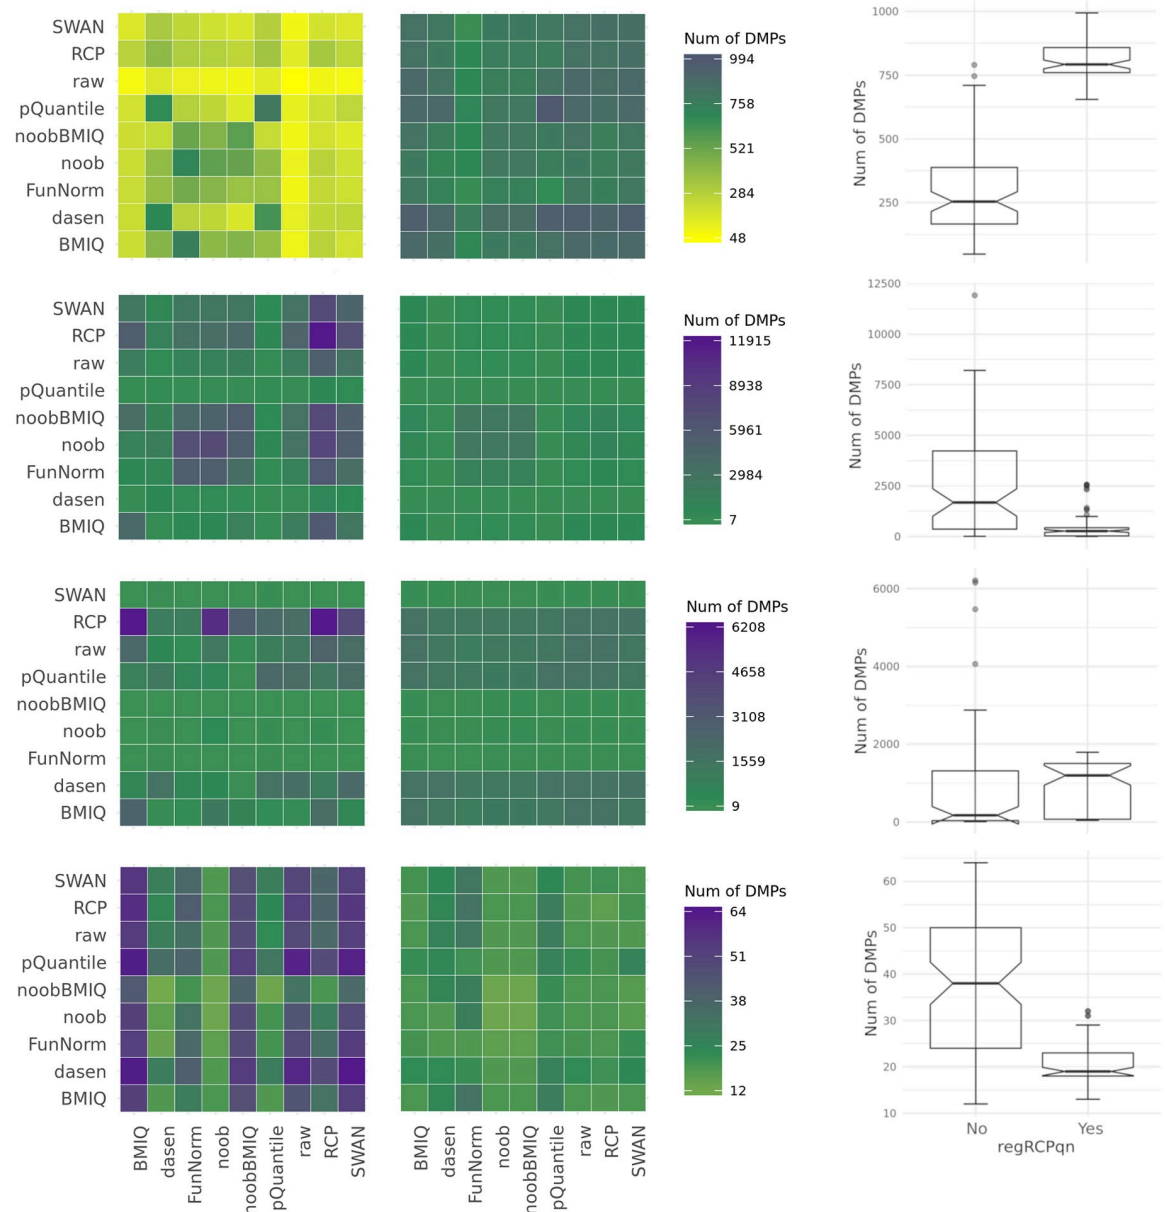 SWAN
RCP
raw
pQuantile
noobBMIQ
noob
FunNorm
dasen
BMIQ
Num of DMPs
994
758
521
284
48
Num of DMPs
1000
750
500
250
SWAN
RCP
raw
pQuantile
noobBMIQ
noob
FunNorm
dasen
BMIQ
Num of DMPs
11915
8938
5961
2984
7
Num of DMPs
12500
10000
7500
5000
2500
0
SWAN
RCP
raw
pQuantile
noobBMIQ
noob
FunNorm
dasen
BMIQ
Num of DMPs
6208
4658
3108
1559
9
Num of DMPs
6000
4000
2000
0
SWAN
RCP
raw
pQuantile
noobBMIQ
noob
FunNorm
dasen
BMIQ
Num of DMPs
64
51
38
25
12
Num of DMPs
60
50
40
30
20
10
BMIQ
dasen
FunNorm
noob
noobBMIQ
pQuantile
raw
RCP
SWAN
BMIQ
dasen
FunNorm
noob
noobBMIQ
pQuantile
raw
RCP
SWAN
No Yes
regRCPqn